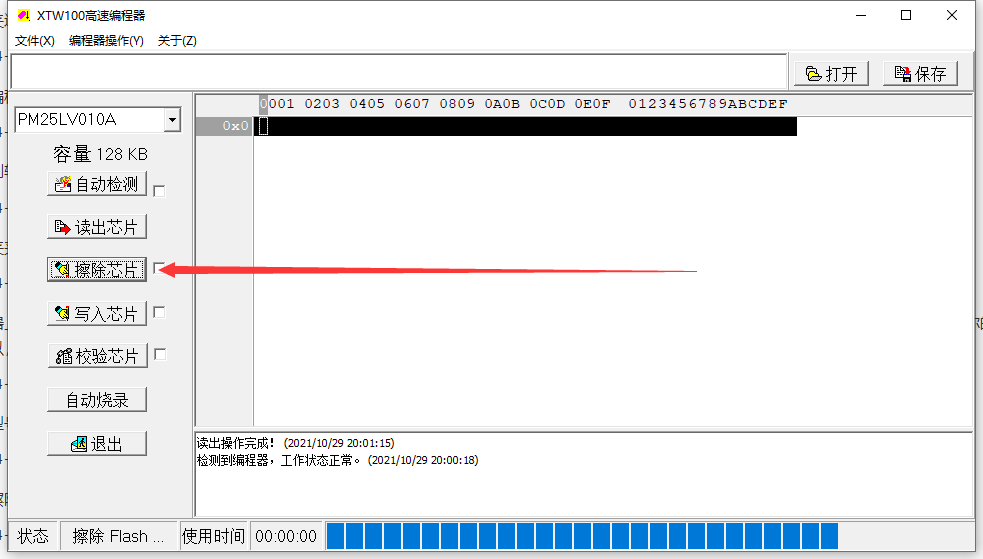 XTW100高速编程器
文件(X) 编程器操作(Y) 关于(Z)
打开 保存
0001 0203 0405 0607 0809 0A0B 0C0D 0E0F 0123456789ABCDEF
PM25LV010A
0x0
容量 128 KB
自动检测
读出芯片
擦除芯片
写入芯片
校验芯片
自动烧录
退出
读出操作完成! (2021/10/29 20:01:15)
检测到编程器，工作状态正常。 (2021/10/29 20:00:18)
状态 擦除 Flash ... 使用时间 00:00:00